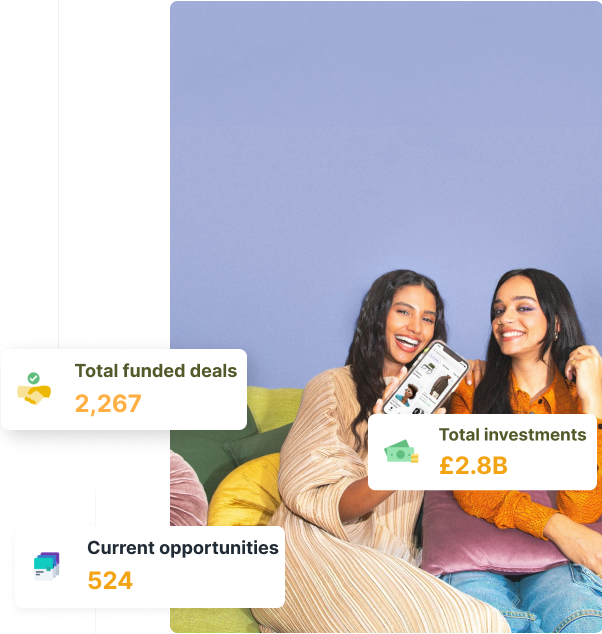 Total funded deals
2,267
Total investments
£2.8B
Current opportunities
524